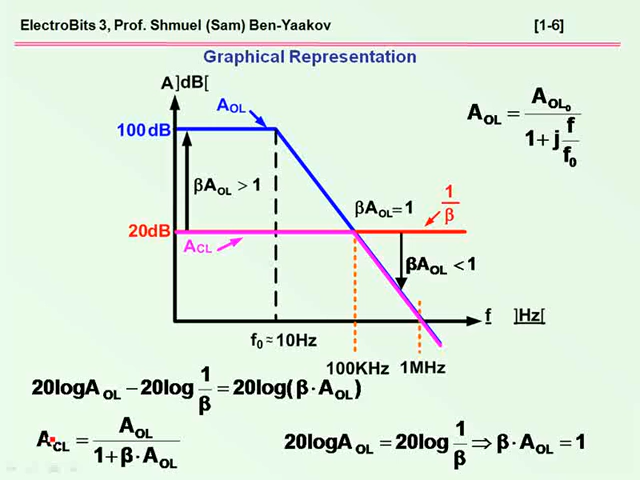 ElectroBits 3, Prof. Shmuel (Sam) Ben-Yaakov [1-6]
Graphical Representation
A]dB[
A_OL
100dB
A_OL = A_OL₀ / (1 + j f/f₀)
βA_OL > 1
βA_OL = 1
1/β
20dB
A_CL
βA_OL < 1
f ]Hz[
f₀ ≈ 10Hz
100KHz
1MHz
20logA_OL − 20log 1/β = 20log(β·A_OL)
A_CL = A_OL / (1 + β·A_OL)
20logA_OL = 20log 1/β ⇒ β·A_OL = 1